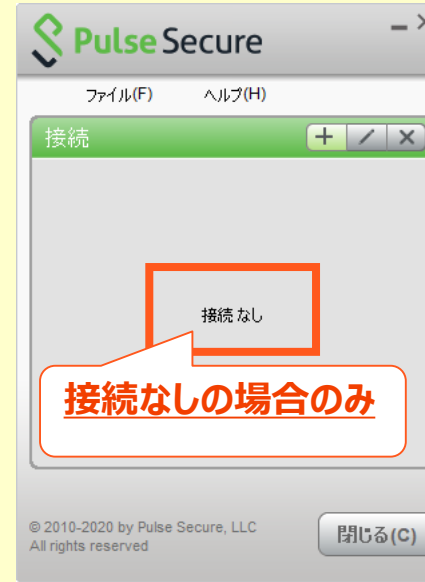 Pulse Secure
ファイル(F) ヘルプ(H)
接続
接続なし
接続なしの場合のみ
© 2010-2020 by Pulse Secure, LLC
All rights reserved
閉じる(C)